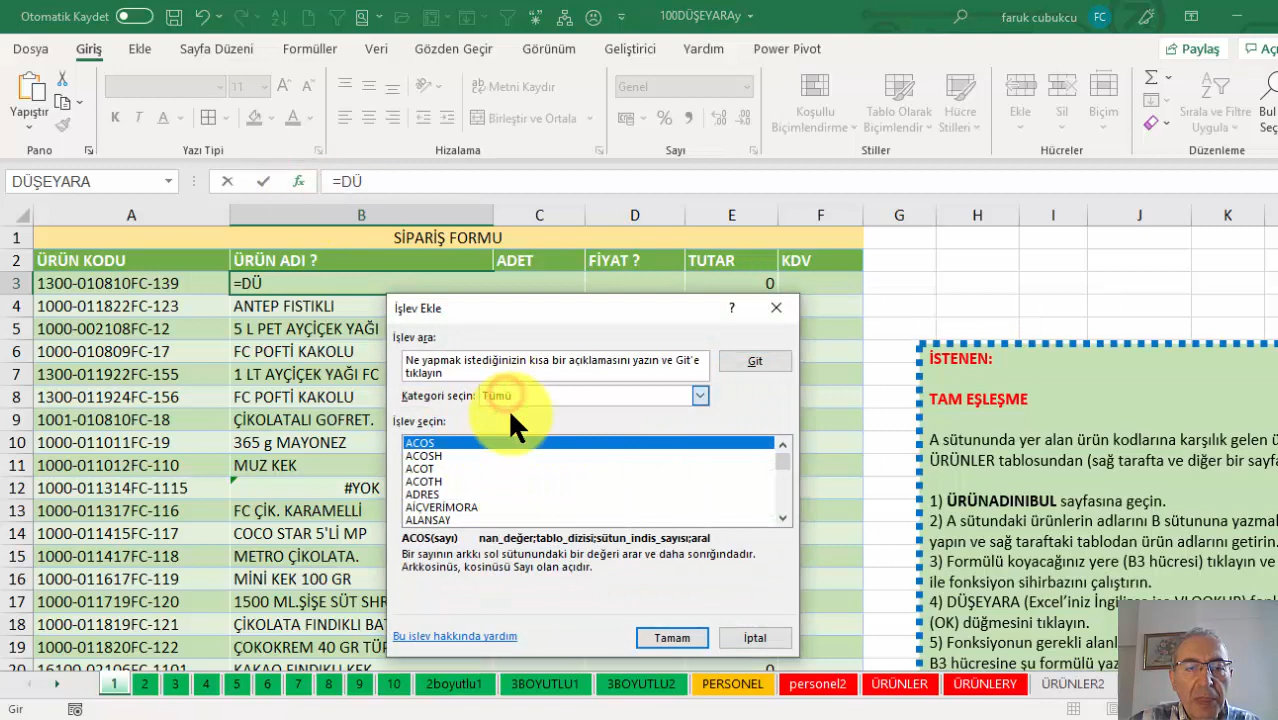 Otomatik Kaydet
100DÜŞEYARAy
faruk cubukcu
FC
Dosya Giriş Ekle Sayfa Düzeni Formüller Veri Gözden Geçir Görünüm Geliştirici Yardım Power Pivot
Paylaş
Yapıştır
11
K T A
Metni Kaydır
Birleştir ve Ortala
Genel
Koşullu Biçimlendirme
Tablo Olarak Biçimlendir
Hücre Stilleri
Ekle
Sil
Biçim
Sırala ve Filtre Uygula
Pano
Yazı Tipi
Hizalama
Sayı
Stiller
Hücreler
Düzenleme
DÜŞEYARA
fx
=DÜ
A B C D E F G H I J K
1 SİPARİŞ FORMU
2 ÜRÜN KODU ÜRÜN ADI ? ADET FİYAT ? TUTAR KDV
3 1300-010810FC-139 =DÜ 0
4 1000-011822FC-123 ANTEP FISTIKLI
5 1000-002108FC-12 5 L PET AYÇİÇEK YAĞI
6 1000-010809FC-17 FC POFTİ KAKOLU
7 1000-011734FC-155 1 LT AYÇİÇEK YAĞI FC
8 1000-011924FC-156 FC POFTİ KAKOLU
9 1001-010810FC-18 ÇİKOLATALI GOFRET.
10 1000-010910FC-19 365 g MAYONEZ
11 1000-011012FC-110 MUZ KEK
12 1000-011314FC-1115 #YOK
13 1000-011317FC-116 FC ÇİK. KARAMELLİ
14 1000-011415FC-117 COCO STAR 5'Lİ MP
15 1000-011417FC-118 METRO ÇİKOLATA.
16 1000-011617FC-119 MİNİ KEK 100 GR
17 1000-011719FC-120 1500 ML.ŞİŞE SÜT SHR
18 1000-011819FC-121 ÇİKOLATA FINDIKLI BAT
19 1000-011820FC-122 ÇOKOKREM 40 GR TÜP
20 16100-02106FC-1101 KAKAO FINDIKLI KEK 0
İşlev Ekle
? ×
İşlev ara:
Ne yapmak istediğinizin kısa bir açıklamasını yazın ve Git'e
tıklayın
Git
Kategori seçin: Tümü
İşlev seçin:
ACOS
ACOSH
ACOT
ACOTH
ADRES
AİÇVERİMORA
ALANSAY
ACOS(sayı) nan_değer;tablo_dizisi;sütun_indis_sayısı;aral
Bir sayının arkkı sol sütunundaki bir değeri arar ve daha sonrğındadır.
Arkkosinüs, kosinüsü Sayı olan açıdır.
Bu işlev hakkında yardım
Tamam
İptal
İSTENEN:
TAM EŞLEŞME
A sütununda yer alan ürün kodlarına karşılık gelen ü
ÜRÜNLER tablosundan (sağ tarafta ve diğer bir sayfa
1) ÜRÜNADINIBUL sayfasına geçin.
2) A sütundaki ürünlerin adlarını B sütununa yazmal
yapın ve sağ taraftaki tablodan ürün adlarını getirin.
3) Formülü koyacağınız yere (B3 hücresi) tıklayın ve
ile fonksiyon sihirbazını çalıştırın.
4) DÜŞEYARA (Excel'iniz İngilizce
(OK) düğmesini tıklayın.
5) Fonksiyonun gerekli alanl
B3 hücresine şu formülü yaz
1 2 3 4 5 6 7 8 9 10 2boyutlu1 3BOYUTLU1 3BOYUTLU2 PERSONEL personel2 ÜRÜNLER ÜRÜNLERY ÜRÜNLER2
Gir